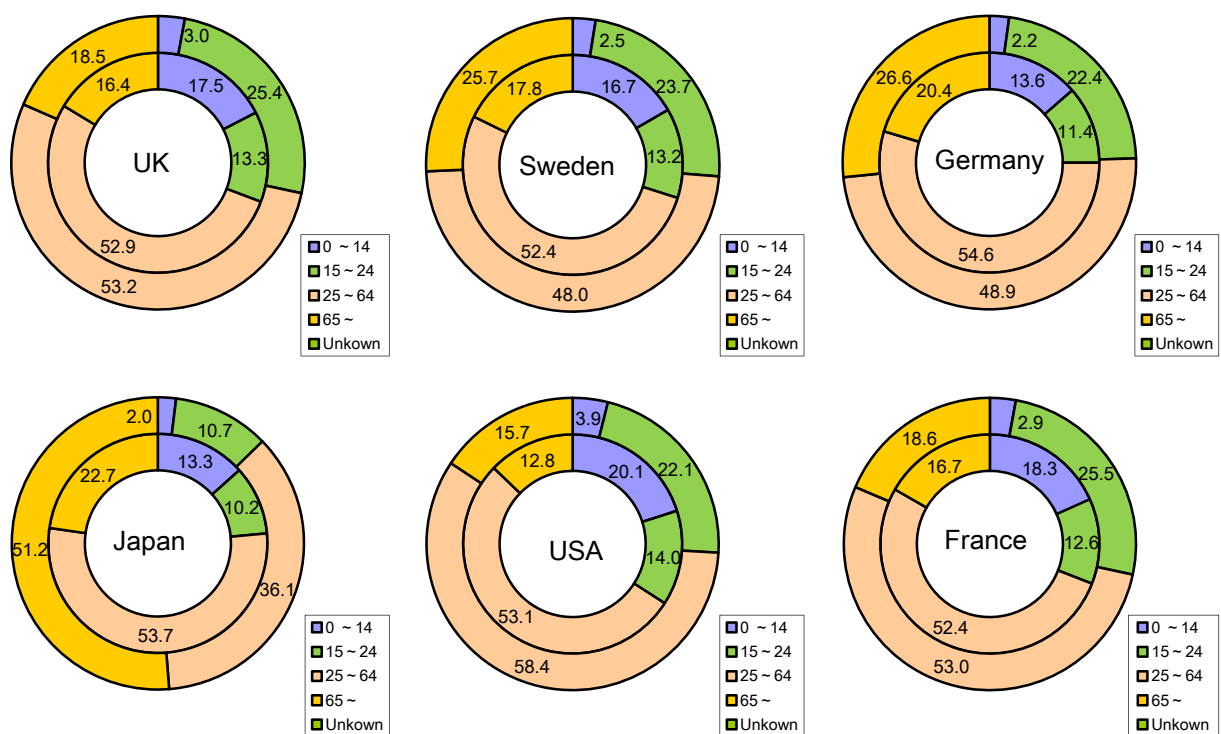 3.0
18.5
16.4
17.5
25.4
13.3
UK
52.9
53.2
0 ~ 14
15 ~ 24
25 ~ 64
65 ~
Unkown
2.5
25.7
17.8
16.7
23.7
13.2
Sweden
52.4
48.0
0 ~ 14
15 ~ 24
25 ~ 64
65 ~
Unkown
2.2
26.6
20.4
13.6
22.4
11.4
Germany
54.6
48.9
0 ~ 14
15 ~ 24
25 ~ 64
65 ~
Unkown
2.0
10.7
22.7
13.3
10.2
Japan
51.2
36.1
53.7
0 ~ 14
15 ~ 24
25 ~ 64
65 ~
Unkown
3.9
15.7
12.8
20.1
22.1
14.0
USA
53.1
58.4
0 ~ 14
15 ~ 24
25 ~ 64
65 ~
Unkown
2.9
18.6
16.7
18.3
25.5
12.6
France
52.4
53.0
0 ~ 14
15 ~ 24
25 ~ 64
65 ~
Unkown